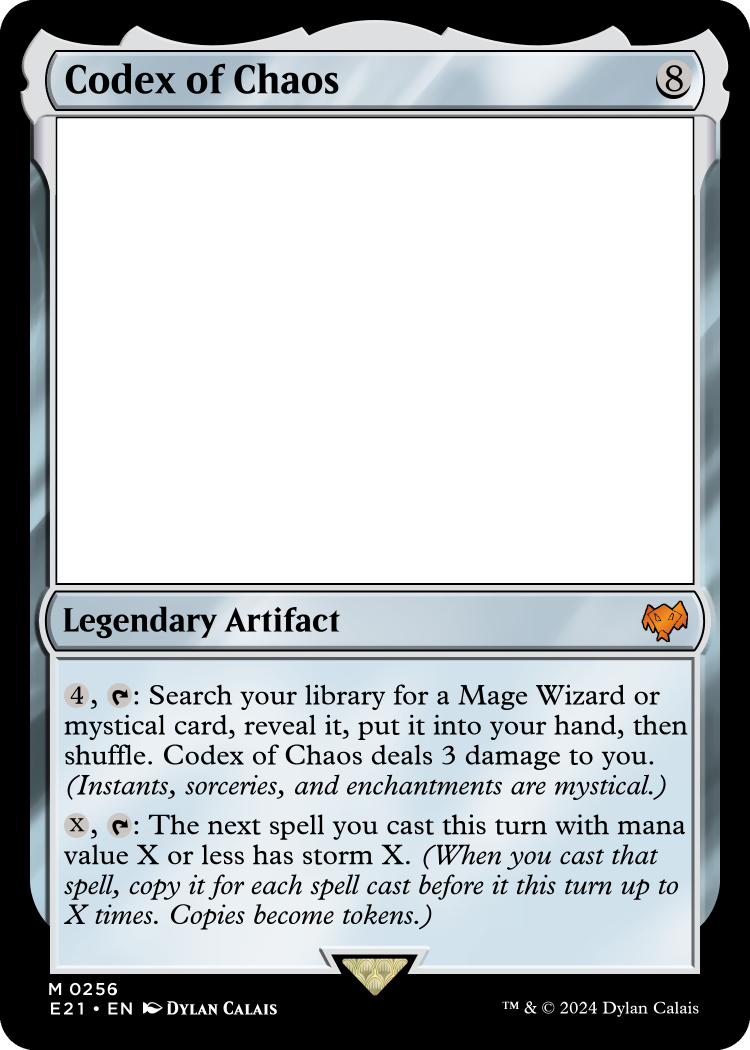 Codex of Chaos 8
Legendary Artifact
4, : Search your library for a Mage Wizard or
mystical card, reveal it, put it into your hand, then
shuffle. Codex of Chaos deals 3 damage to you.
(Instants, sorceries, and enchantments are mystical.)
X, : The next spell you cast this turn with mana
value X or less has storm X. (When you cast that
spell, copy it for each spell cast before it this turn up to
X times. Copies become tokens.)
M 0256
E21 • EN Dylan Calais
™ & © 2024 Dylan Calais